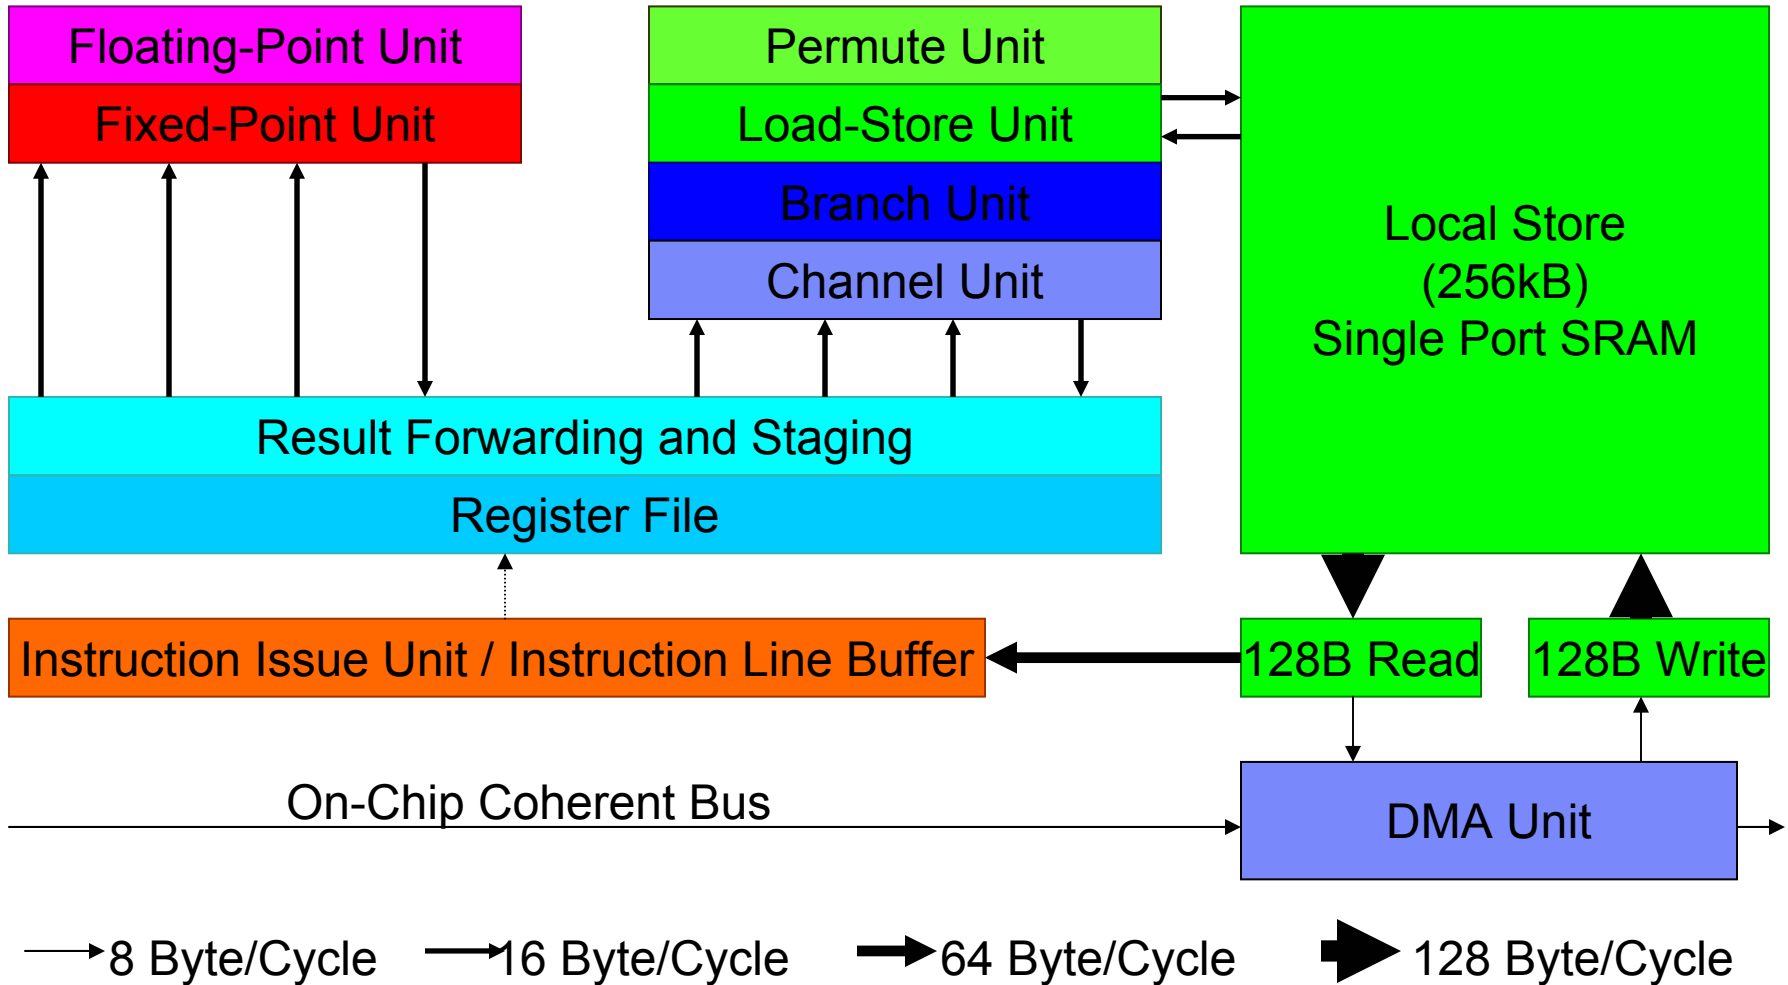 Floating-Point Unit
Fixed-Point Unit
Permute Unit
Load-Store Unit
Branch Unit
Channel Unit
Local Store
(256kB)
Single Port SRAM
Result Forwarding and Staging
Register File
Instruction Issue Unit / Instruction Line Buffer
128B Read
128B Write
On-Chip Coherent Bus
DMA Unit
8 Byte/Cycle
16 Byte/Cycle
64 Byte/Cycle
128 Byte/Cycle